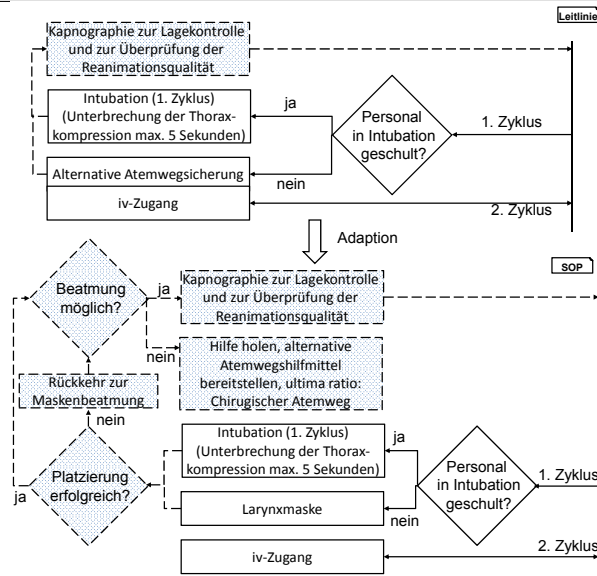 Leitlinie
Kapnographie zur Lagekontrolle
und zur Überprüfung der
Reanimationsqualität
Intubation (1. Zyklus)
(Unterbrechung der Thorax-
kompression max. 5 Sekunden)
ja
Personal
in Intubation
geschult?
1. Zyklus
Alternative Atemwegsicherung
nein
iv-Zugang
2. Zyklus
Adaption
SOP
Beatmung
möglich?
ja
Kapnographie zur Lagekontrolle
und zur Überprüfung der
Reanimationsqualität
nein
Hilfe holen, alternative
Atemwegshilfmittel
bereitstellen, ultima ratio:
Chirugischer Atemweg
Rückkehr zur
Maskenbeatmung
nein
Platzierung
erfolgreich?
ja
Intubation (1. Zyklus)
(Unterbrechung der Thorax-
kompression max. 5 Sekunden)
ja
Personal
in Intubation
geschult?
1. Zyklus
Larynxmaske
nein
iv-Zugang
2. Zyklus